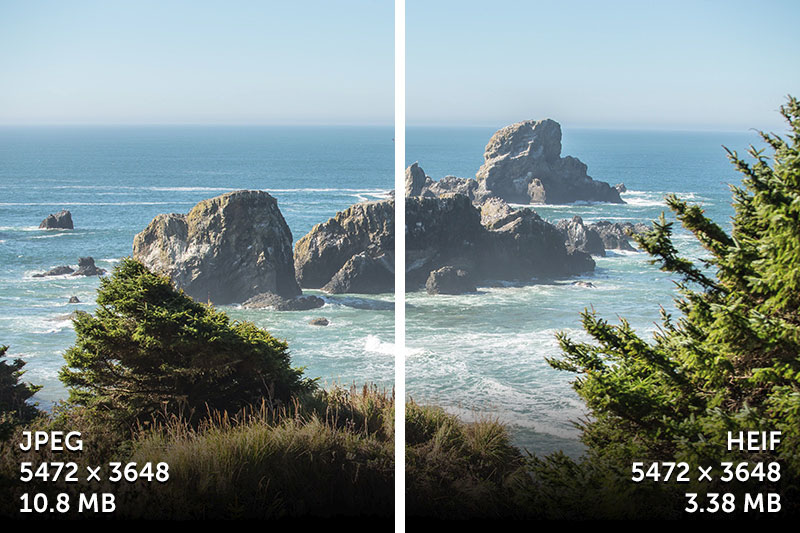 JPEG
5472 × 3648
10.8 MB
HEIF
5472 × 3648
3.38 MB